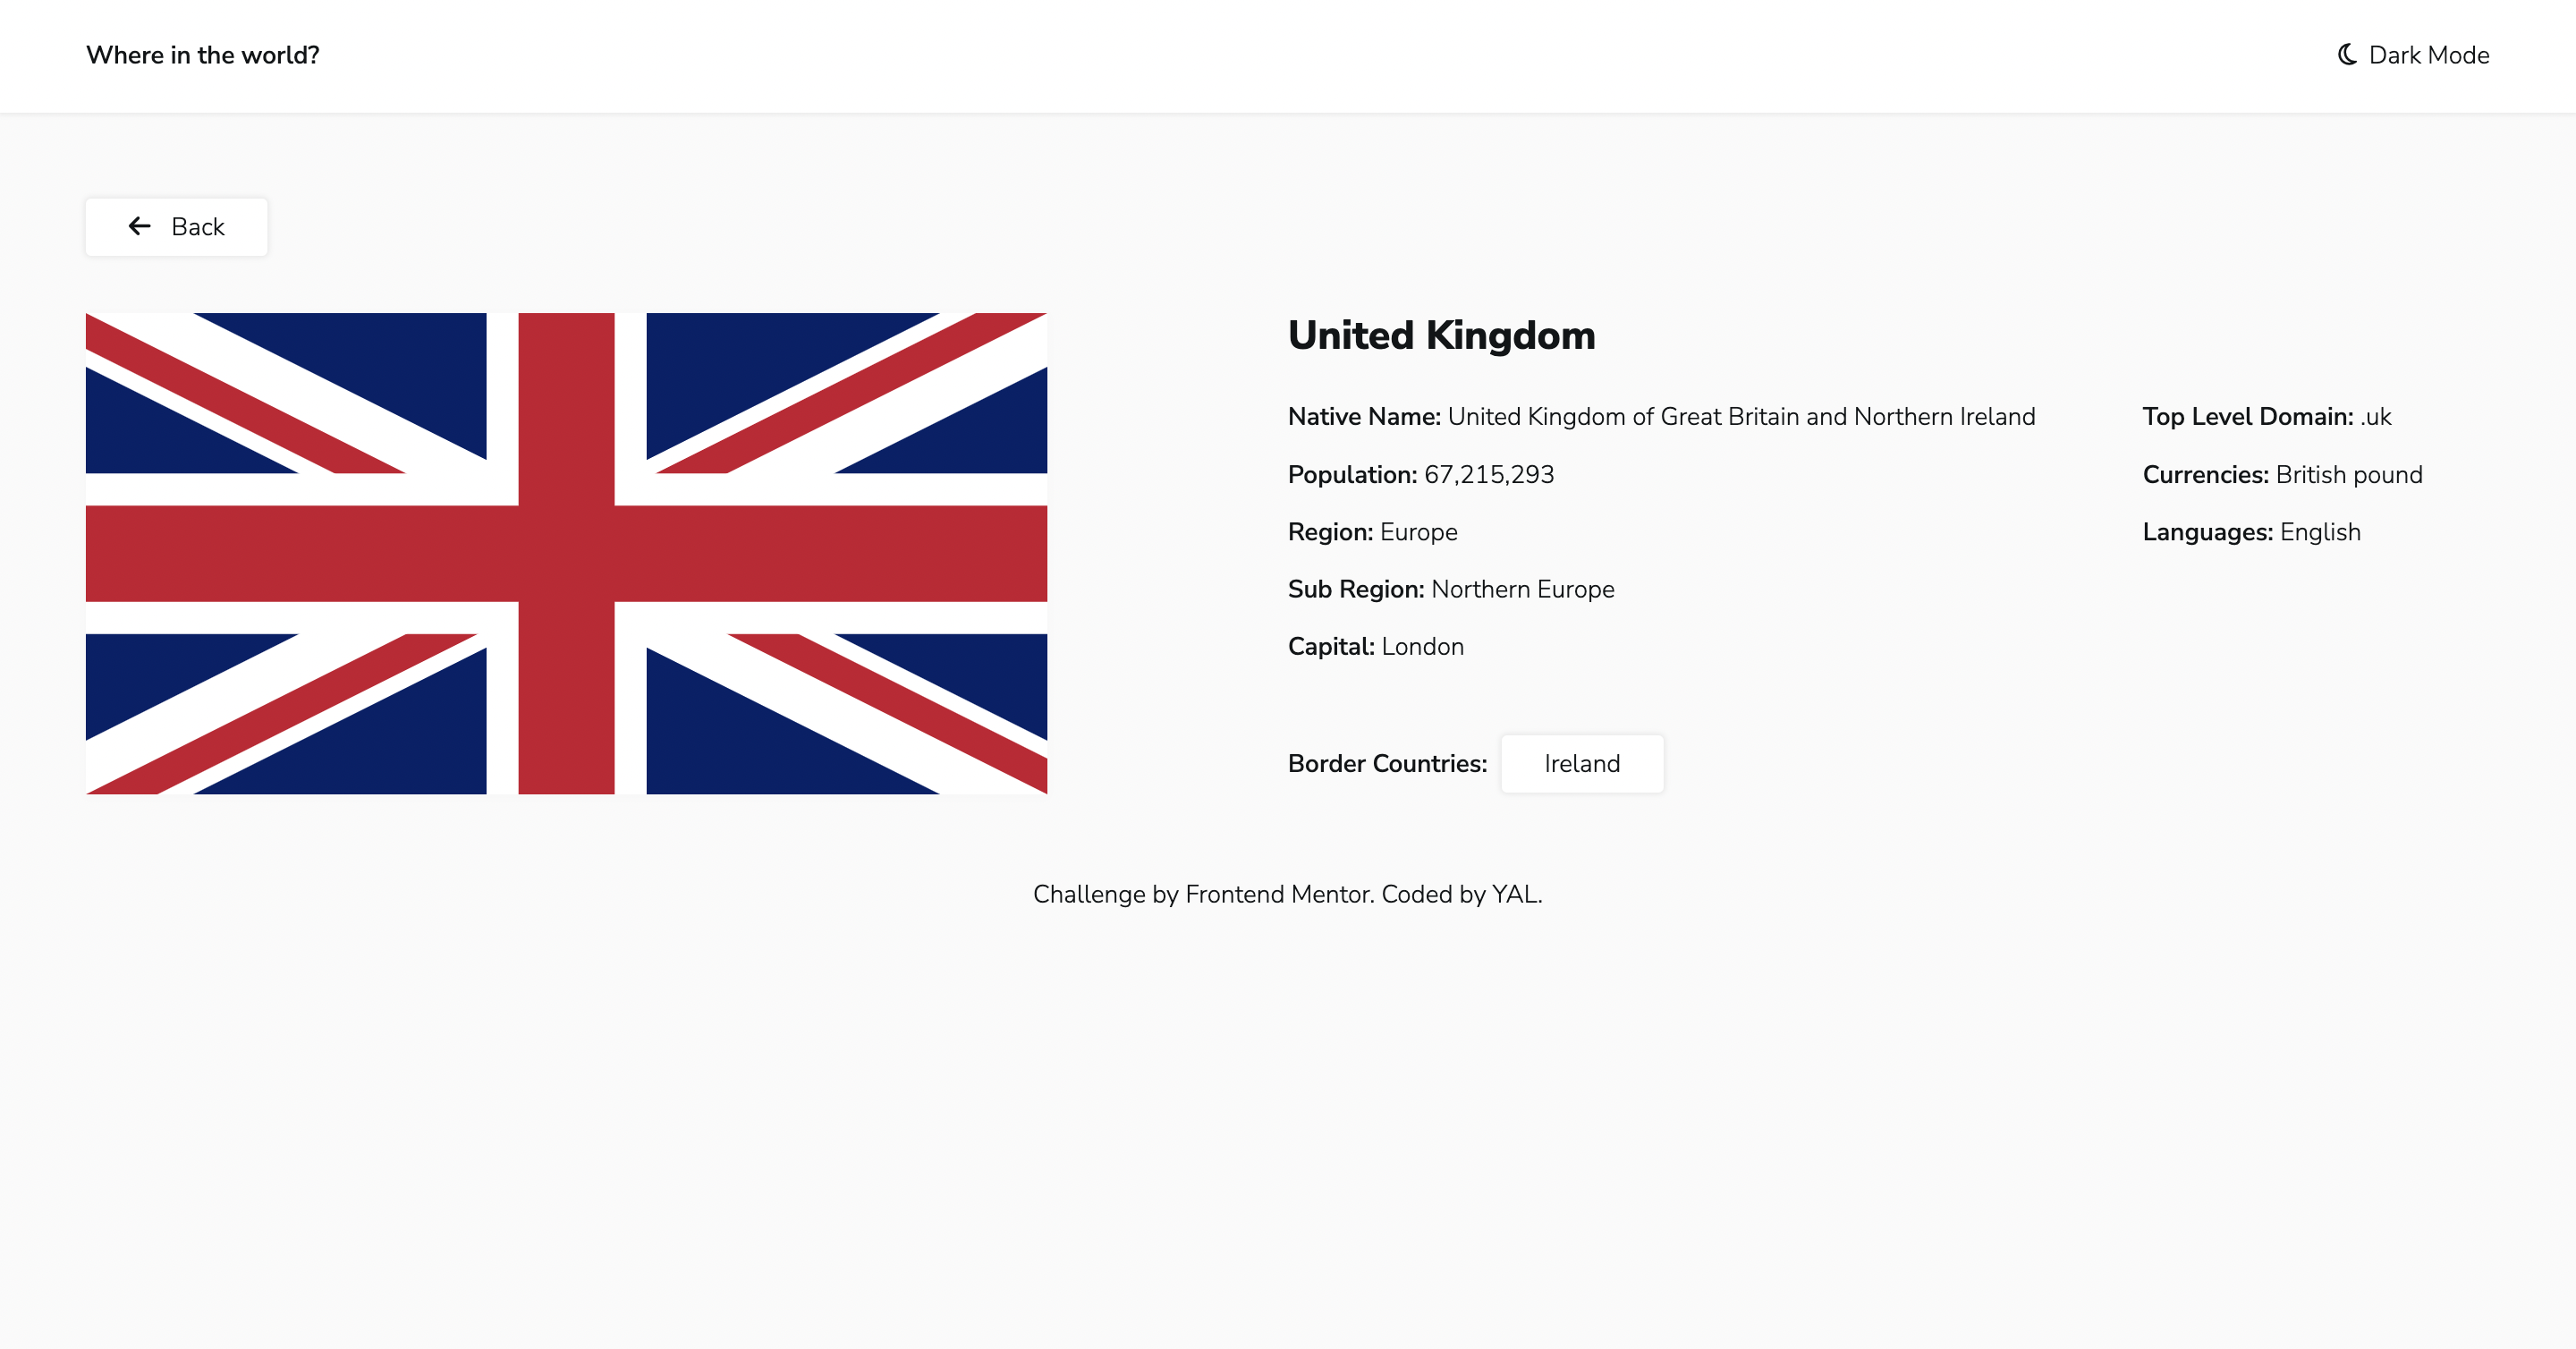 Where in the world?
Dark Mode
Back
United Kingdom
Native Name: United Kingdom of Great Britain and Northern Ireland
Population: 67,215,293
Region: Europe
Sub Region: Northern Europe
Capital: London
Top Level Domain: .uk
Currencies: British pound
Languages: English
Border Countries: Ireland
Challenge by Frontend Mentor. Coded by YAL.